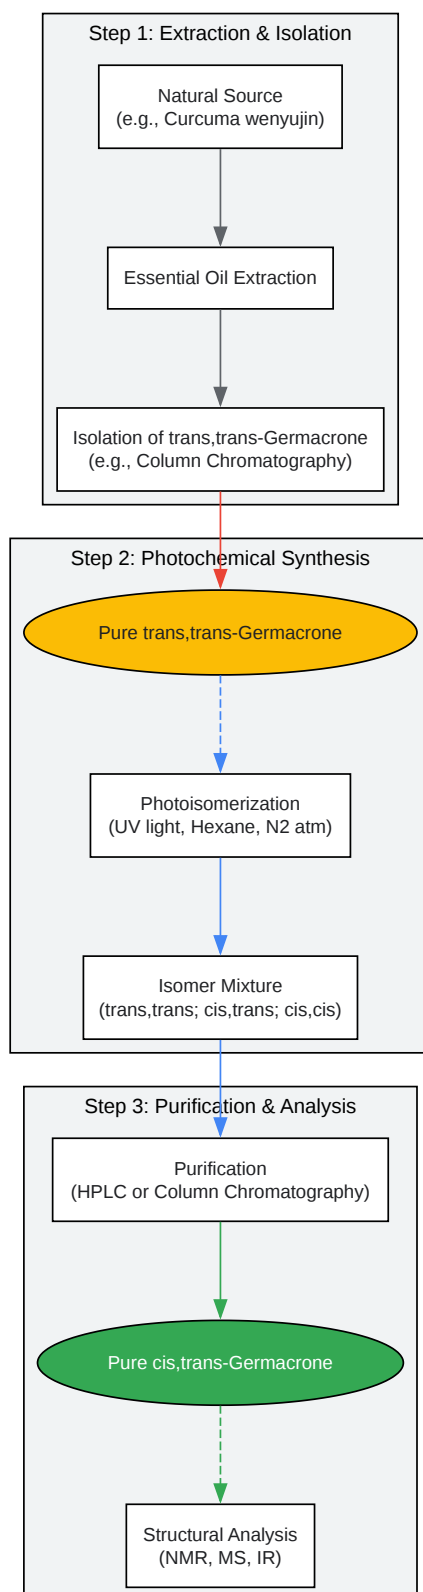 Step 1: Extraction & Isolation
Natural Source
(e.g., Curcuma wenyujin)
Essential Oil Extraction
Isolation of trans,trans-Germacrone
(e.g., Column Chromatography)
Step 2: Photochemical Synthesis
Pure trans,trans-Germacrone
Photoisomerization
(UV light, Hexane, N2 atm)
Isomer Mixture
(trans,trans; cis,trans; cis,cis)
Step 3: Purification & Analysis
Purification
(HPLC or Column Chromatography)
Pure cis,trans-Germacrone
Structural Analysis
(NMR, MS, IR)